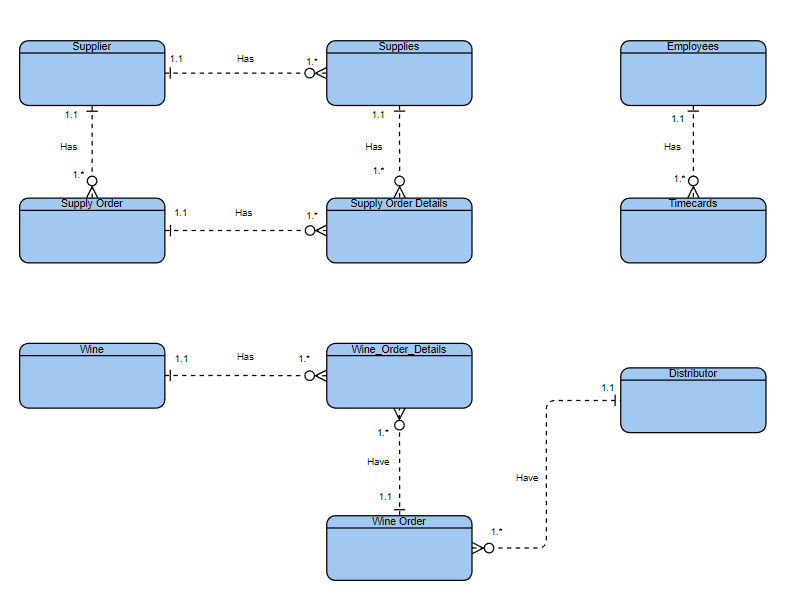 Supplier
Supplies
Employees
1.1
Has
1.*
1.1
1.1
1.1
Has
Has
Has
1.*
1.*
1.*
Supply Order
Supply Order Details
Timecards
1.1
Has
1.*
Wine
Wine_Order_Details
1.1
Has
1.*
Distributor
1.1
1.*
Have
Have
1.1
Wine Order
1.*